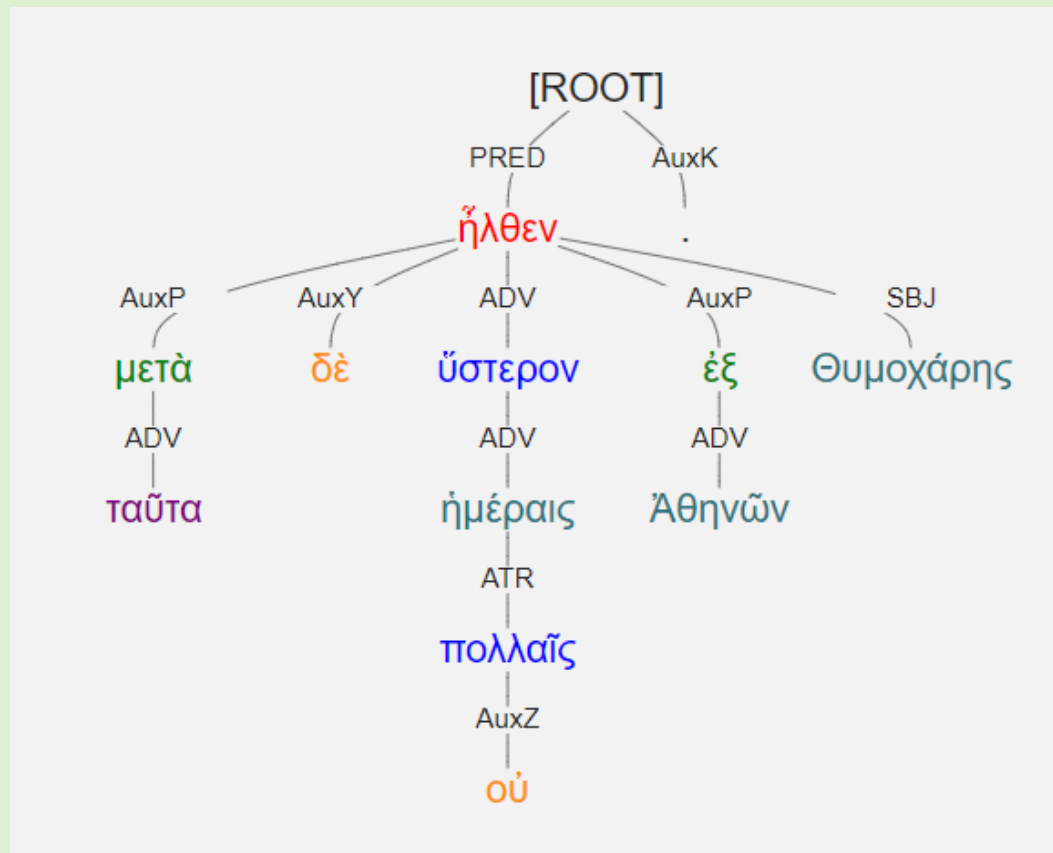 [ROOT]
PRED AuxK
ἦλθεν .
AuxP AuxY ADV AuxP SBJ
μετὰ δὲ ὕστερον ἐξ Θυμοχάρης
ADV ADV ADV
ταῦτα ἡμέραις Ἀθηνῶν
ATR
πολλαῖς
AuxZ
οὐ